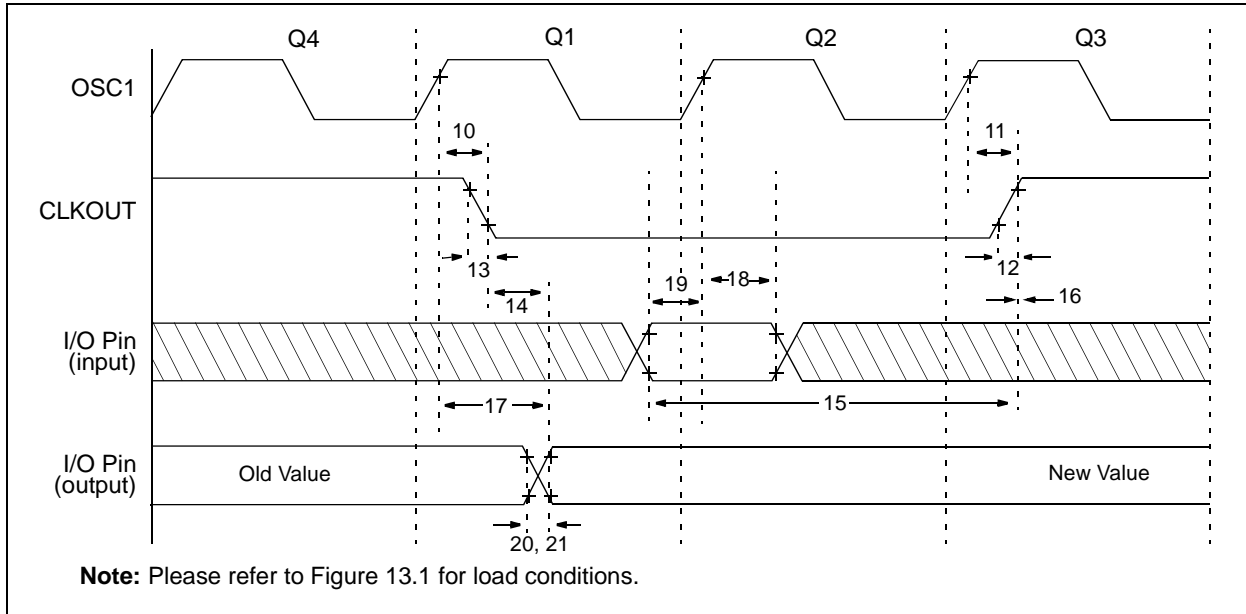 Q4 Q1 Q2 Q3
OSC1
10 11
CLKOUT
13 19 18 12
14 16
I/O Pin
(input)
17 15
I/O Pin
(output)
Old Value New Value
20, 21
Note: Please refer to Figure 13.1 for load conditions.